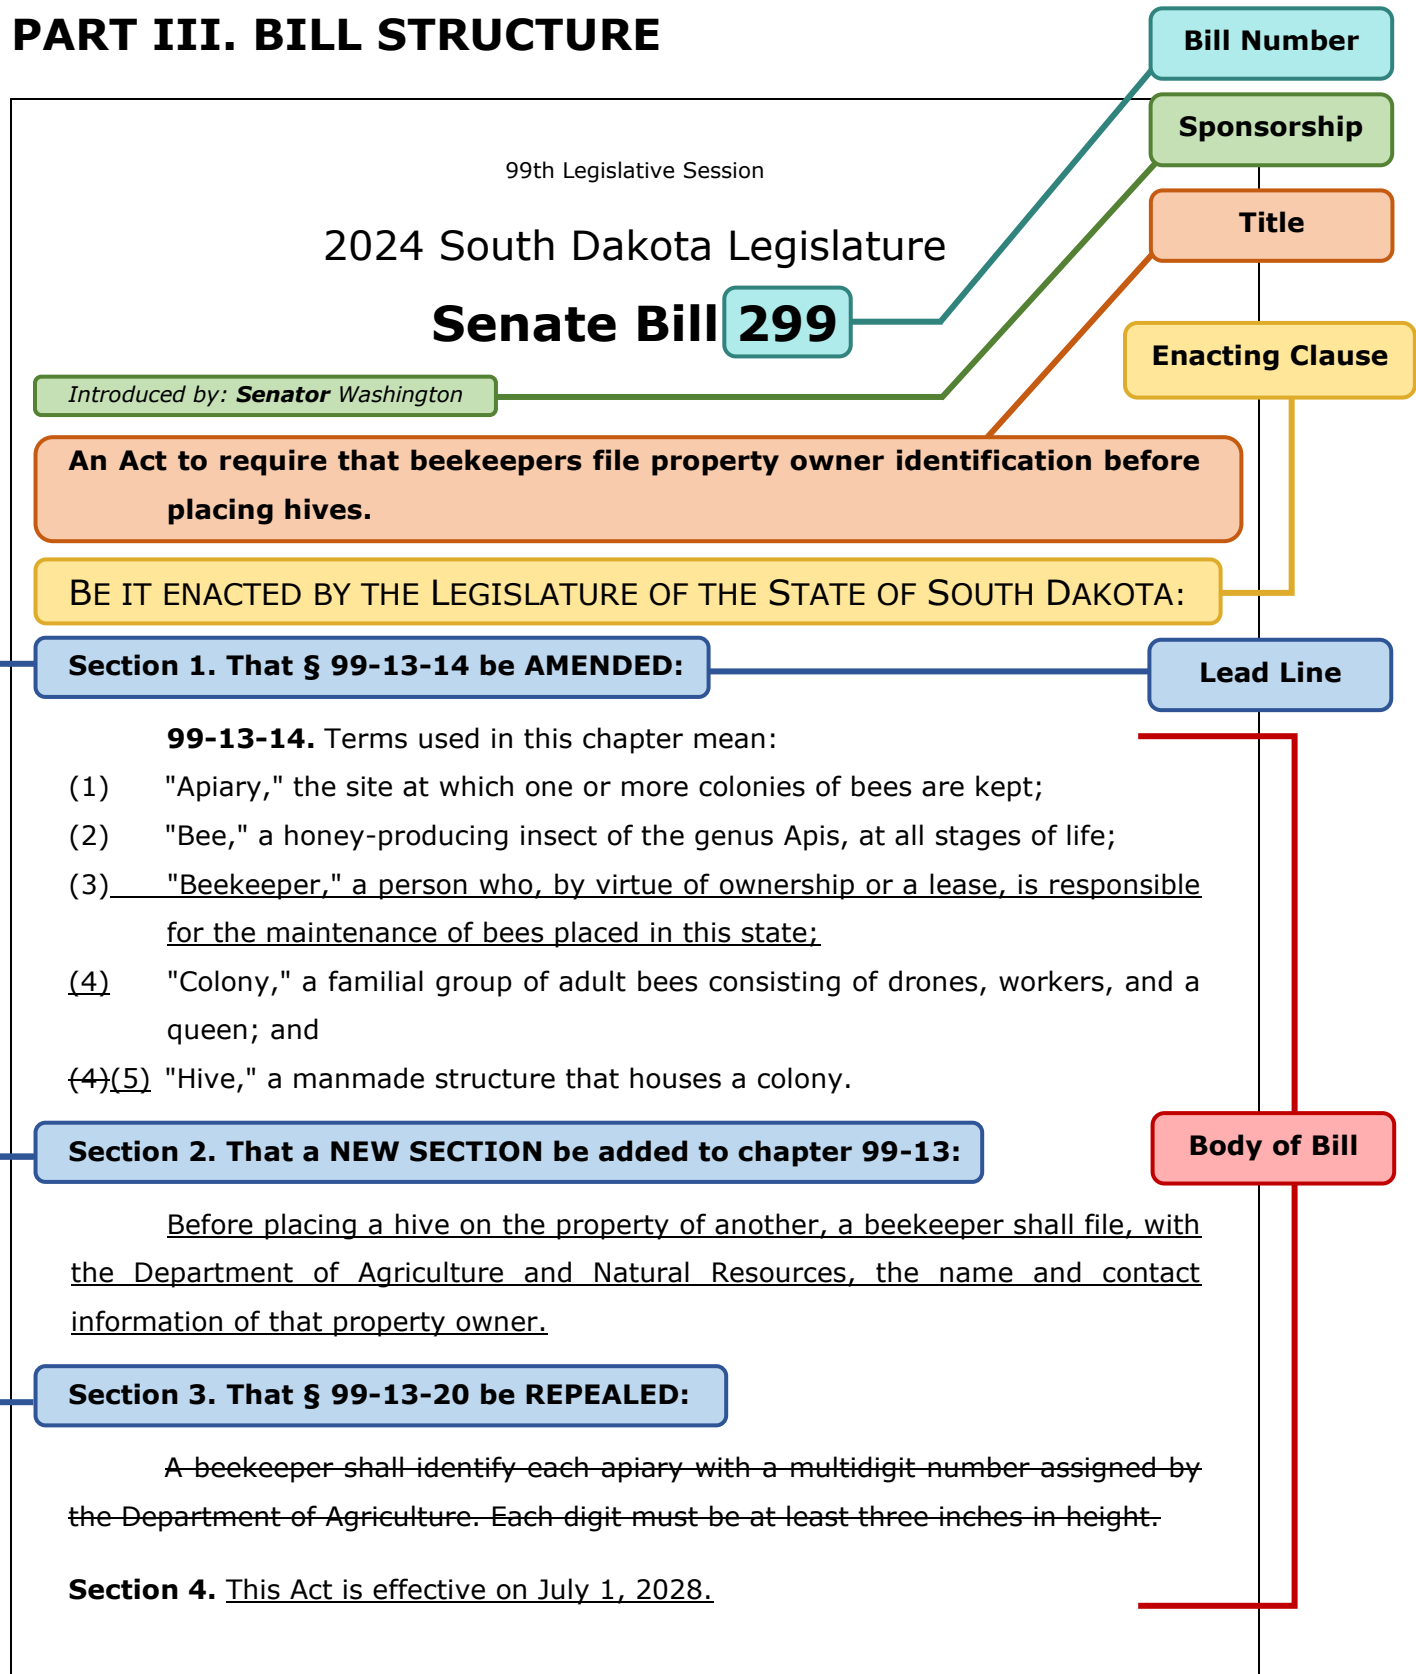 PART III. BILL STRUCTURE
Bill Number
Sponsorship
99th Legislative Session
Title
2024 South Dakota Legislature
Senate Bill 299
Enacting Clause
Introduced by: Senator Washington
An Act to require that beekeepers file property owner identification before
placing hives.
BE IT ENACTED BY THE LEGISLATURE OF THE STATE OF SOUTH DAKOTA:
Section 1. That § 99-13-14 be AMENDED:
Lead Line
99-13-14. Terms used in this chapter mean:
(1) "Apiary," the site at which one or more colonies of bees are kept;
(2) "Bee," a honey-producing insect of the genus Apis, at all stages of life;
(3) "Beekeeper," a person who, by virtue of ownership or a lease, is responsible
for the maintenance of bees placed in this state;
(4) "Colony," a familial group of adult bees consisting of drones, workers, and a
queen; and
(4)(5) "Hive," a manmade structure that houses a colony.
Section 2. That a NEW SECTION be added to chapter 99-13:
Body of Bill
Before placing a hive on the property of another, a beekeeper shall file, with
the Department of Agriculture and Natural Resources, the name and contact
information of that property owner.
Section 3. That § 99-13-20 be REPEALED:
A beekeeper shall identify each apiary with a multidigit number assigned by
the Department of Agriculture. Each digit must be at least three inches in height.
Section 4. This Act is effective on July 1, 2028.